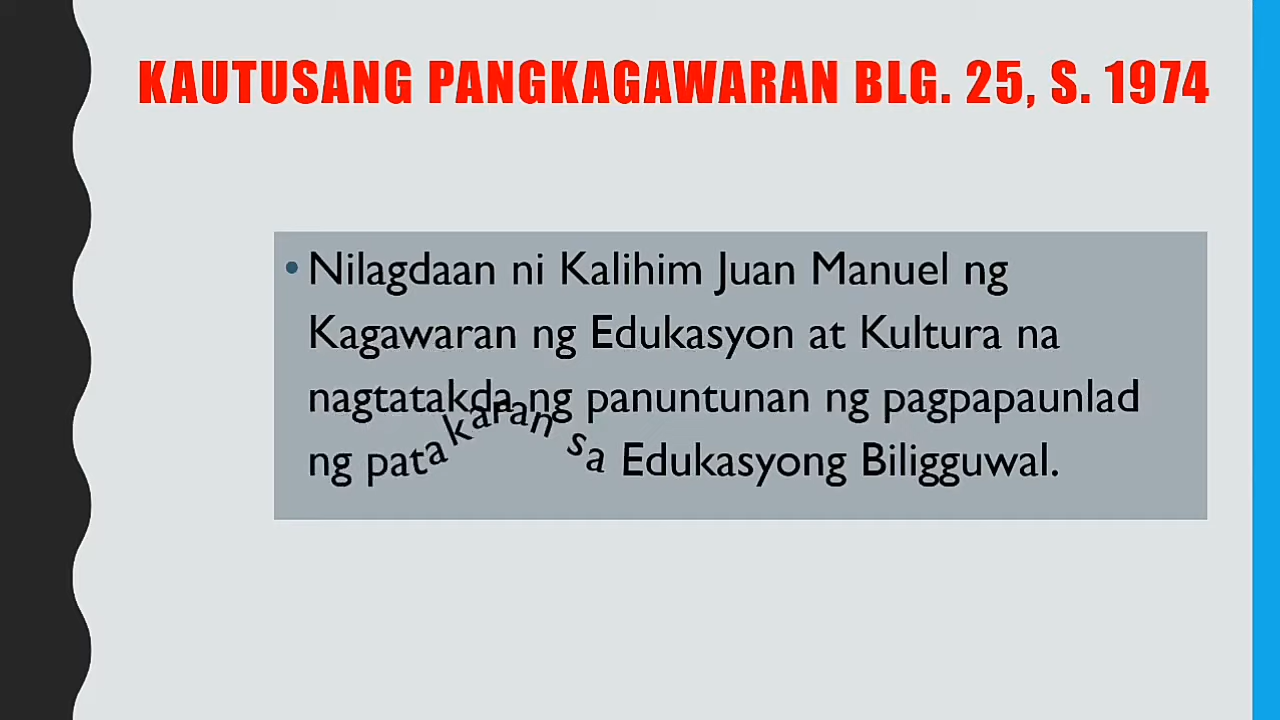 KAUTUSANG PANGKAGAWARAN BLG. 25, S. 1974
• Nilagdaan ni Kalihim Juan Manuel ng
Kagawaran ng Edukasyon at Kultura na
nagtatakda ng panuntunan ng pagpapaunlad
ng patakaran sa Edukasyong Biligguwal.